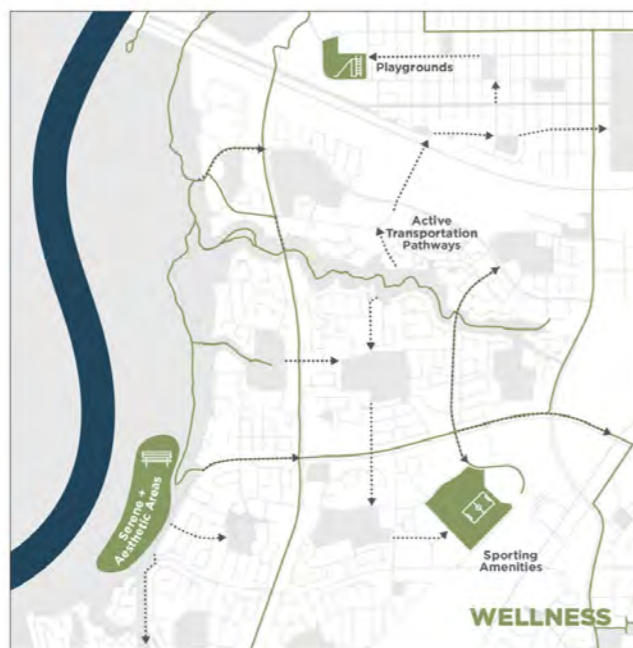 Playgrounds
Active
Transportation
Pathways
Serene +
Aesthetic Areas
Sporting
Amenities
WELLNESS